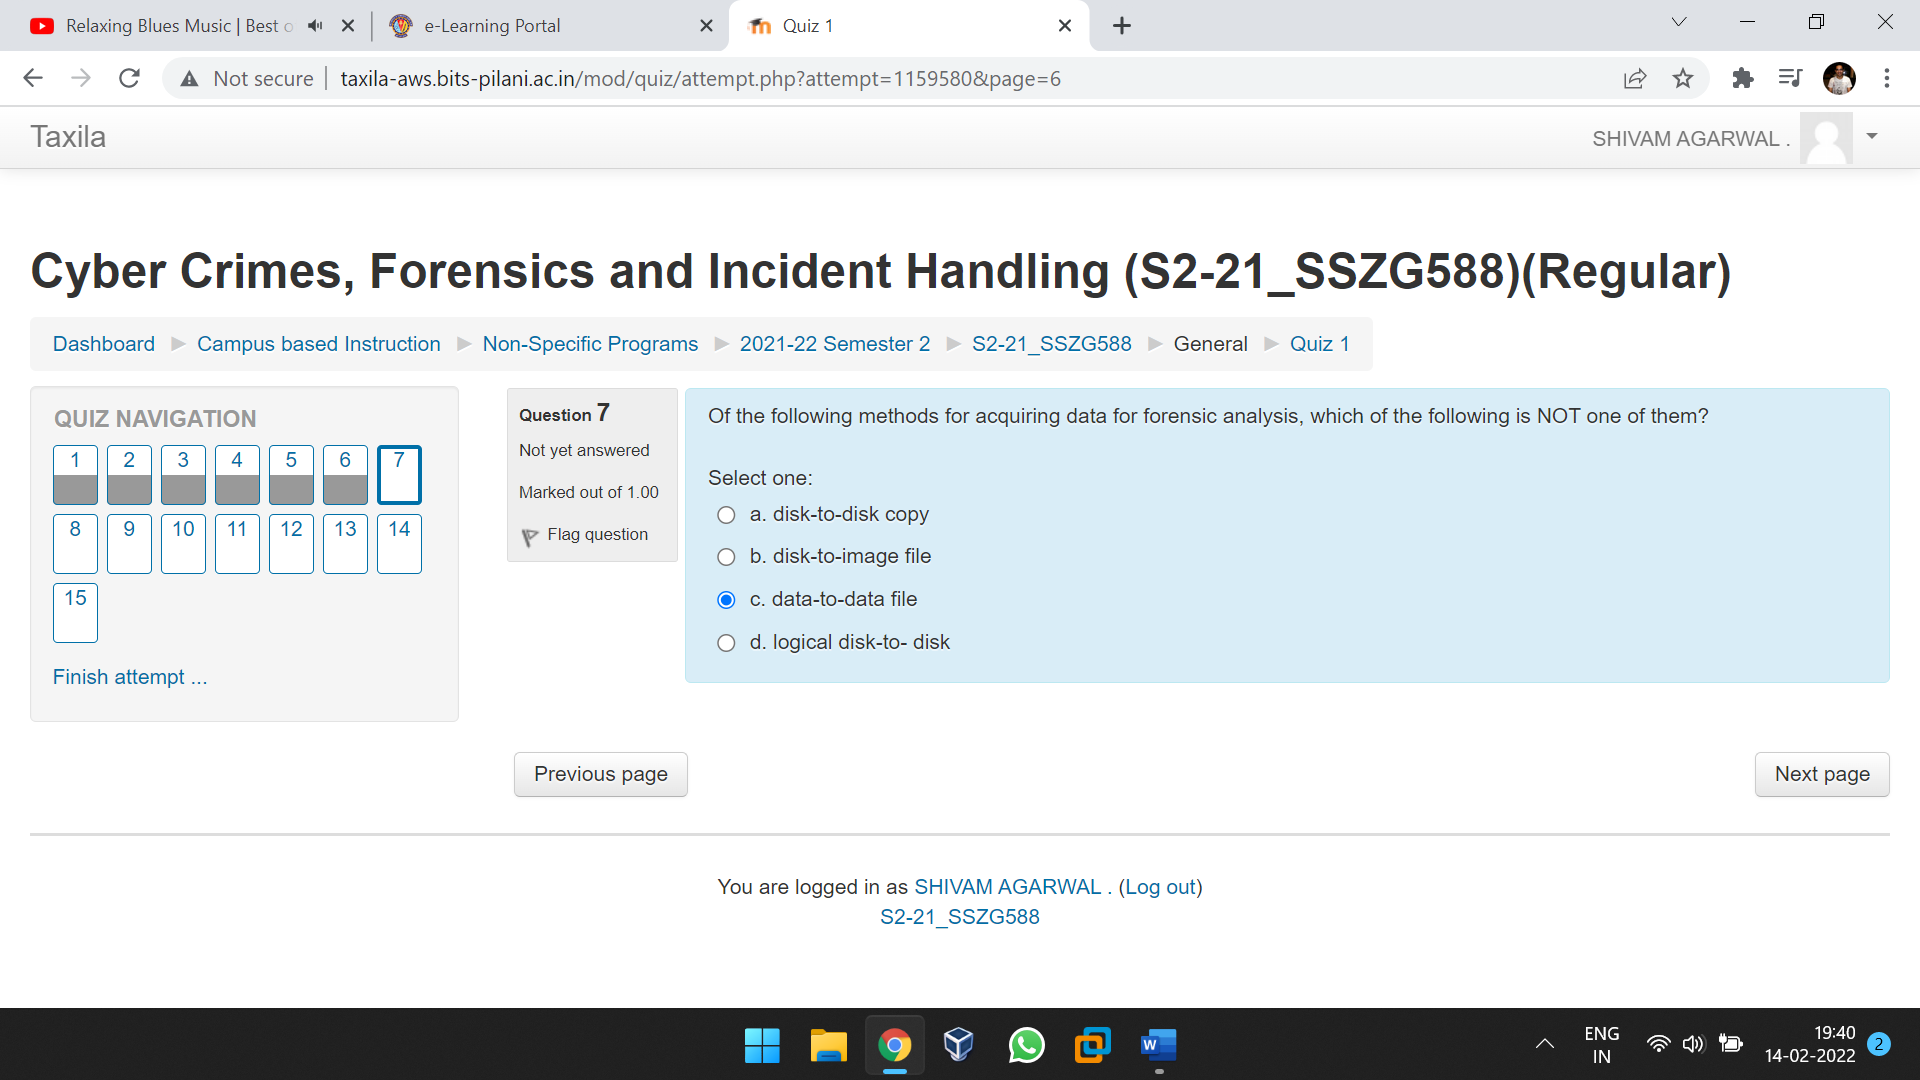 Relaxing Blues Music | Best o
e-Learning Portal
Quiz 1
Not secure
taxila-aws.bits-pilani.ac.in/mod/quiz/attempt.php?attempt=1159580&page=6
Taxila
SHIVAM AGARWAL .
Cyber Crimes, Forensics and Incident Handling (S2-21_SSZG588)(Regular)
Dashboard ► Campus based Instruction ► Non-Specific Programs ► 2021-22 Semester 2 ► S2-21_SSZG588 ► General ► Quiz 1
QUIZ NAVIGATION
1 2 3 4 5 6 7
8 9 10 11 12 13 14
15
Finish attempt ...
Question 7
Not yet answered
Marked out of 1.00
Flag question
Of the following methods for acquiring data for forensic analysis, which of the following is NOT one of them?
Select one:
a. disk-to-disk copy
b. disk-to-image file
c. data-to-data file
d. logical disk-to- disk
Previous page
Next page
You are logged in as SHIVAM AGARWAL . (Log out)
S2-21_SSZG588
W
ENG
IN
19:40
14-02-2022
2